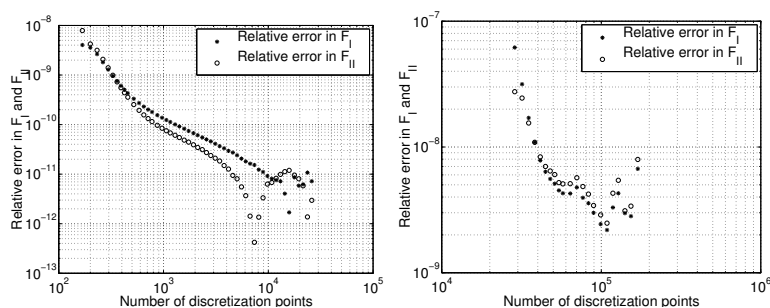 10^-8
10^-9
10^-10
10^-11
10^-12
10^-13
Relative error in F_I and F_II
Relative error in F_I
Relative error in F_II
10^2
10^3
10^4
10^5
Number of discretization points
10^-7
10^-8
10^-9
Relative error in F_I and F_II
Relative error in F_I
Relative error in F_II
10^4
10^5
10^6
Number of discretization points